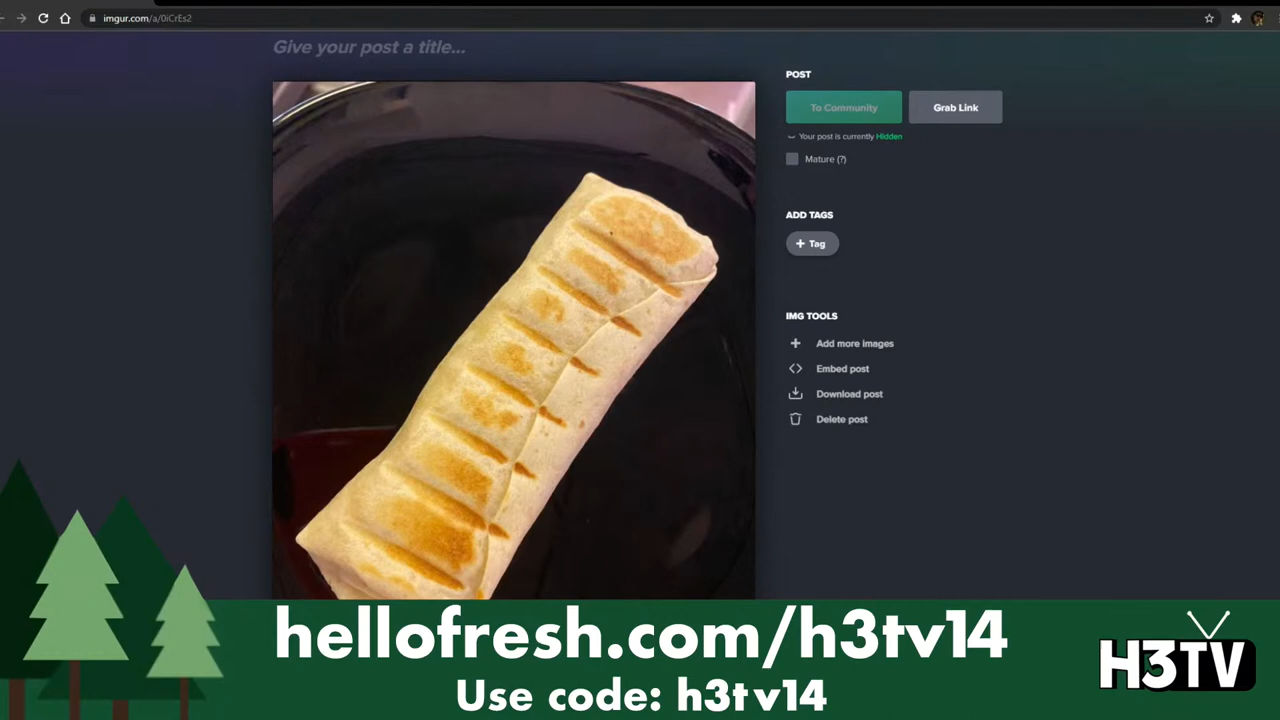 imgur.com/a/0iCrEs2
Give your post a title...
POST
To Community
Grab Link
Your post is currently Hidden
Mature (?)
ADD TAGS
+ Tag
IMG TOOLS
Add more images
Embed post
Download post
Delete post
hellofresh.com/h3tv14
Use code: h3tv14
H3TV